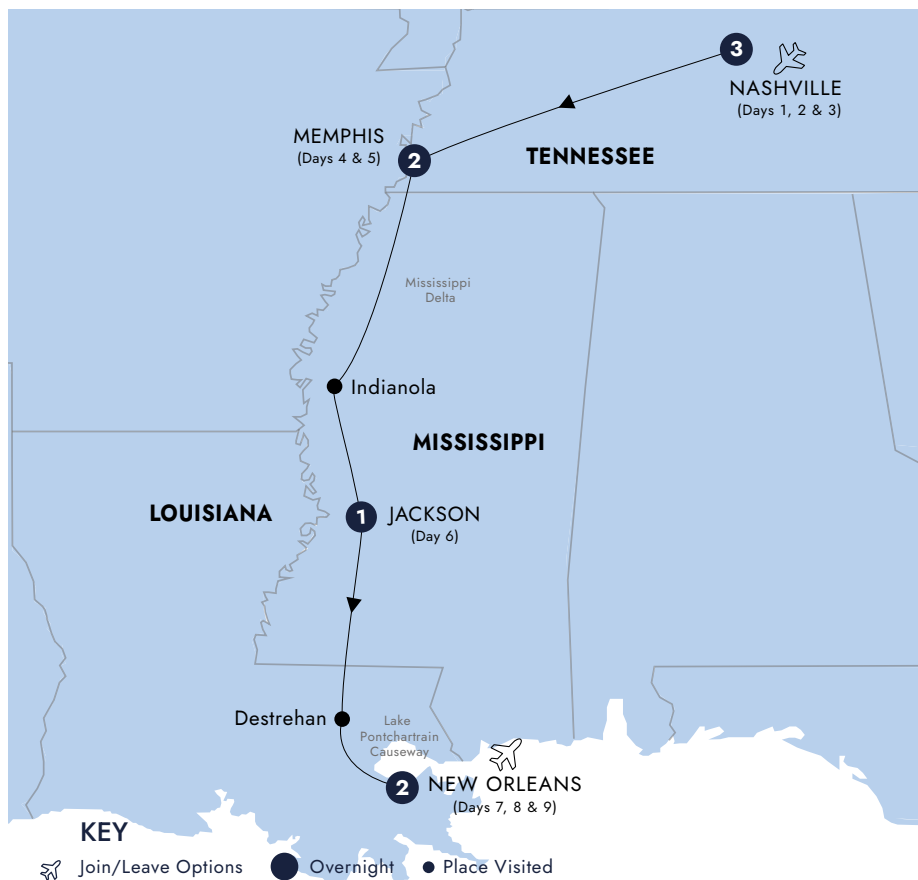 3
NASHVILLE
(Days 1, 2 & 3)
MEMPHIS
(Days 4 & 5)
2
TENNESSEE
Mississippi
Delta
Indianola
MISSISSIPPI
LOUISIANA
1
JACKSON
(Day 6)
Destrehan
Lake
Pontchartrain
Causeway
2
NEW ORLEANS
(Days 7, 8 & 9)
KEY
Join/Leave Options
Overnight
Place Visited